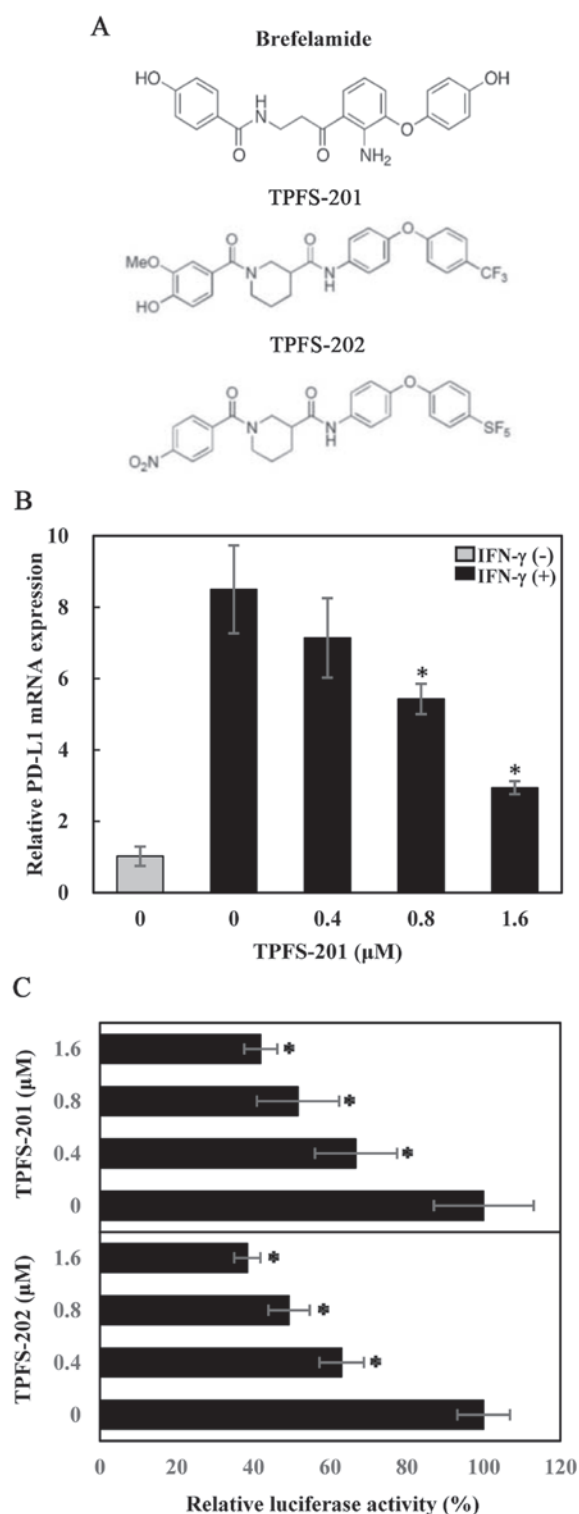 A
Brefelamide
HO
OH
H
N
O
O
NH2
O
TPFS-201
O
O
O
MeO
N
N
H
HO
CF3
TPFS-202
O
O
O
N
N
H
O2N
SF5
B
10
8
6
4
2
0
Relative PD-L1 mRNA expression
IFN-γ (-)
IFN-γ (+)
*
*
0 0 0.4 0.8 1.6
TPFS-201 (μM)
C
TPFS-201 (μM)
1.6 *
0.8 *
0.4 *
0
TPFS-202 (μM)
1.6 *
0.8 *
0.4 *
0
0 20 40 60 80 100 120
Relative luciferase activity (%)